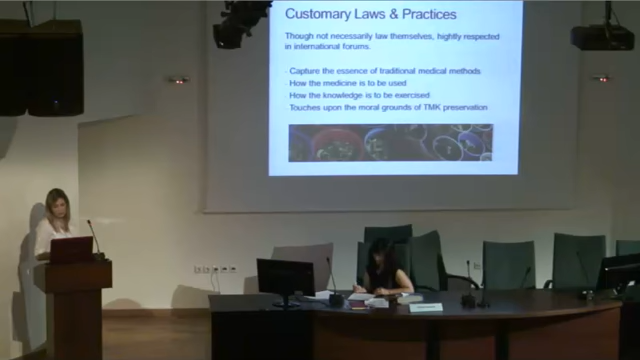 Customary Laws & Practices
Though not necessarily law themselves, hightly respected
in international forums.
- Capture the essence of traditional medical methods
- How the medicine is to be used
- How the knowledge is to be exercised
- Touches upon the moral grounds of TMK preservation